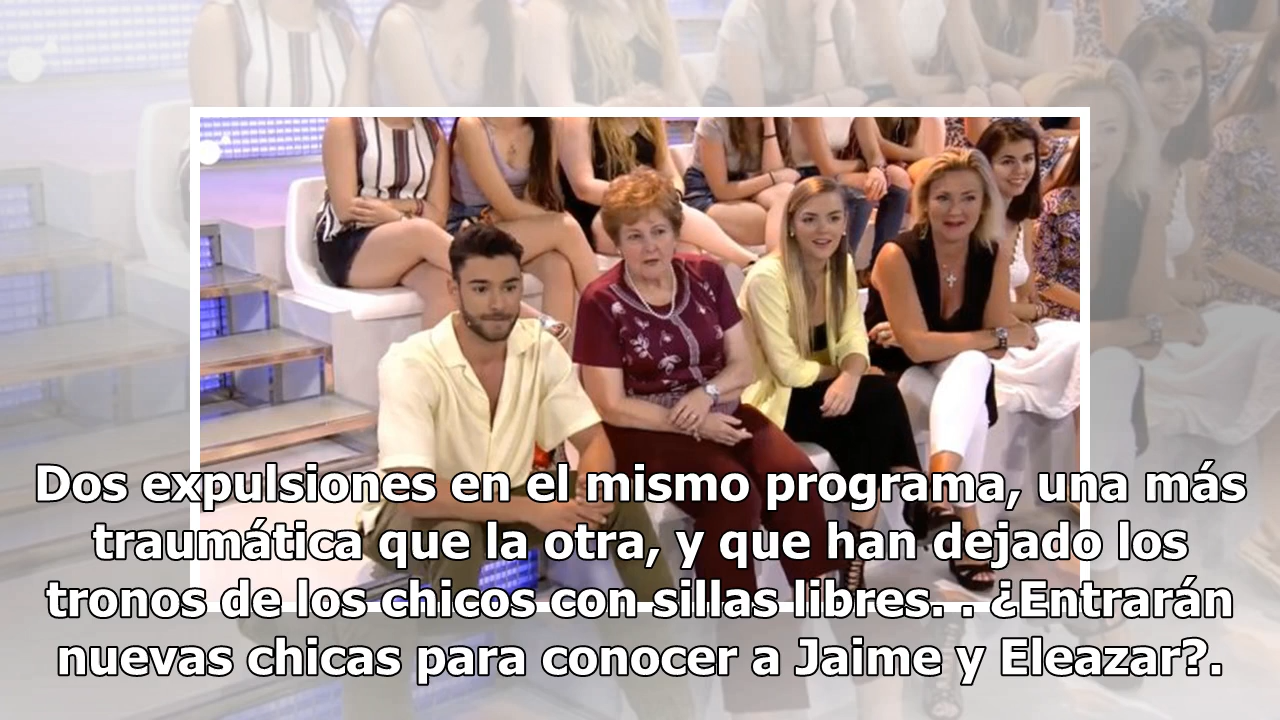 Dos expulsiones en el mismo programa, una más
traumática que la otra, y que han dejado los
tronos de los chicos con sillas libres. . ¿Entrarán
nuevas chicas para conocer a Jaime y Eleazar?.